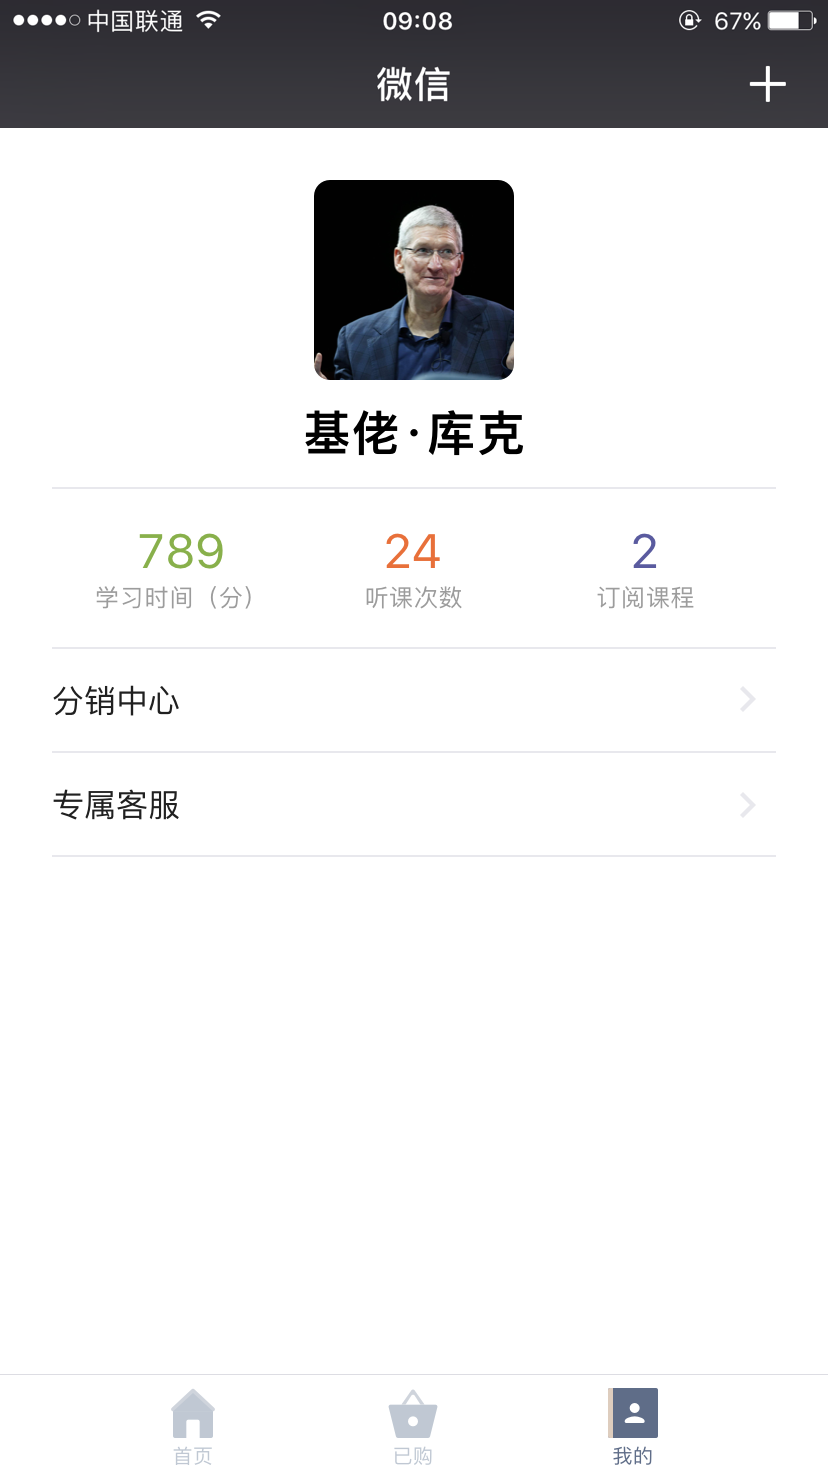 中国联通 09:08 67%
微信
基佬·库克
789 24 2
学习时间（分） 听课次数 订阅课程
分销中心
专属客服
首页 已购 我的